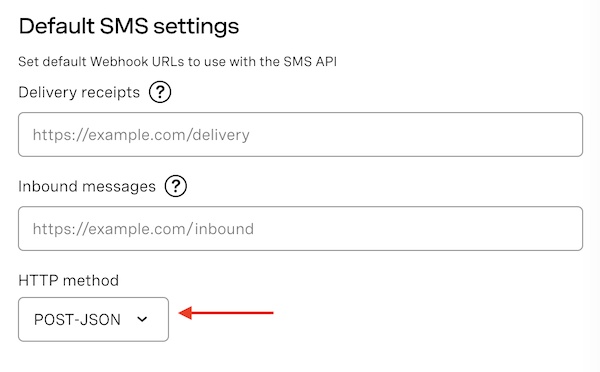 Default SMS settings
Set default Webhook URLs to use with the SMS API
Delivery receipts ?
https://example.com/delivery
Inbound messages ?
https://example.com/inbound
HTTP method
POST-JSON